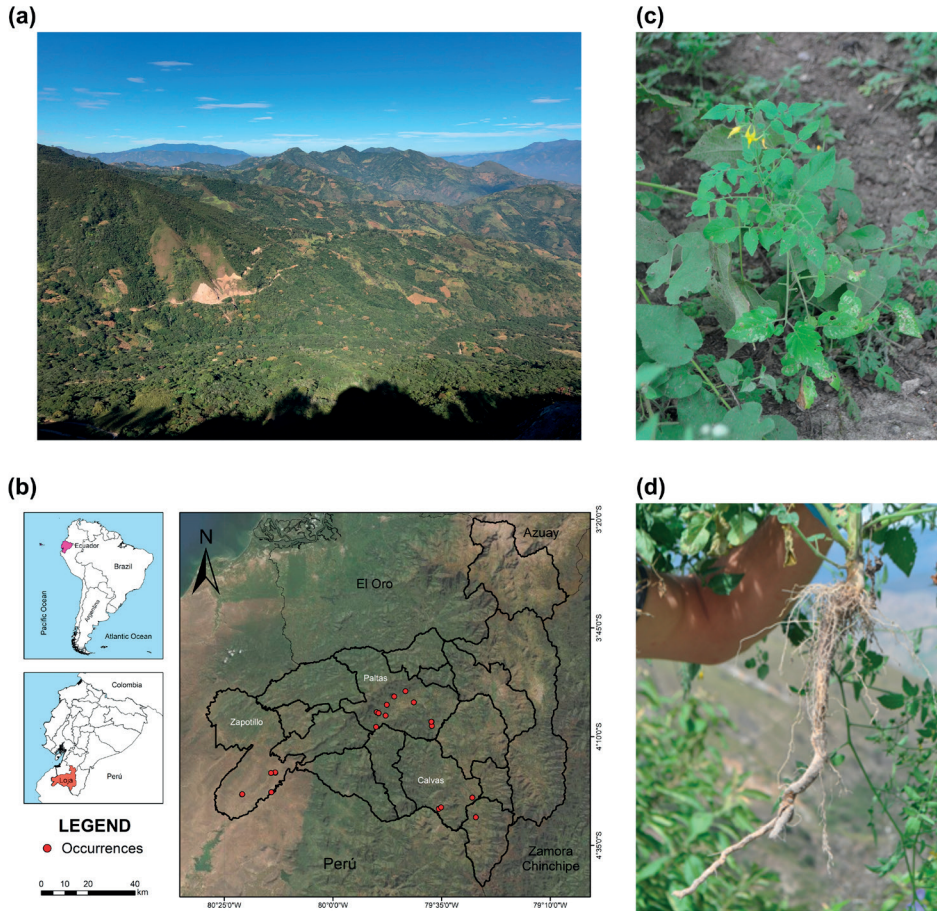 (a)
(c)
(b)
(d)
Ecuador
Brazil
Argentina
Pacific Ocean
Atlantic Ocean
Colombia
Perú
Loja
LEGEND
Occurrences
0 10 20 40
km
N
Azuay
El Oro
Paltas
Zapotillo
Calvas
Perú
Zamora
Chinchipe
3°20'0"S
3°45'0"S
4°10'0"S
4°35'0"S
80°25'0"W
80°0'0"W
79°35'0"W
79°10'0"W